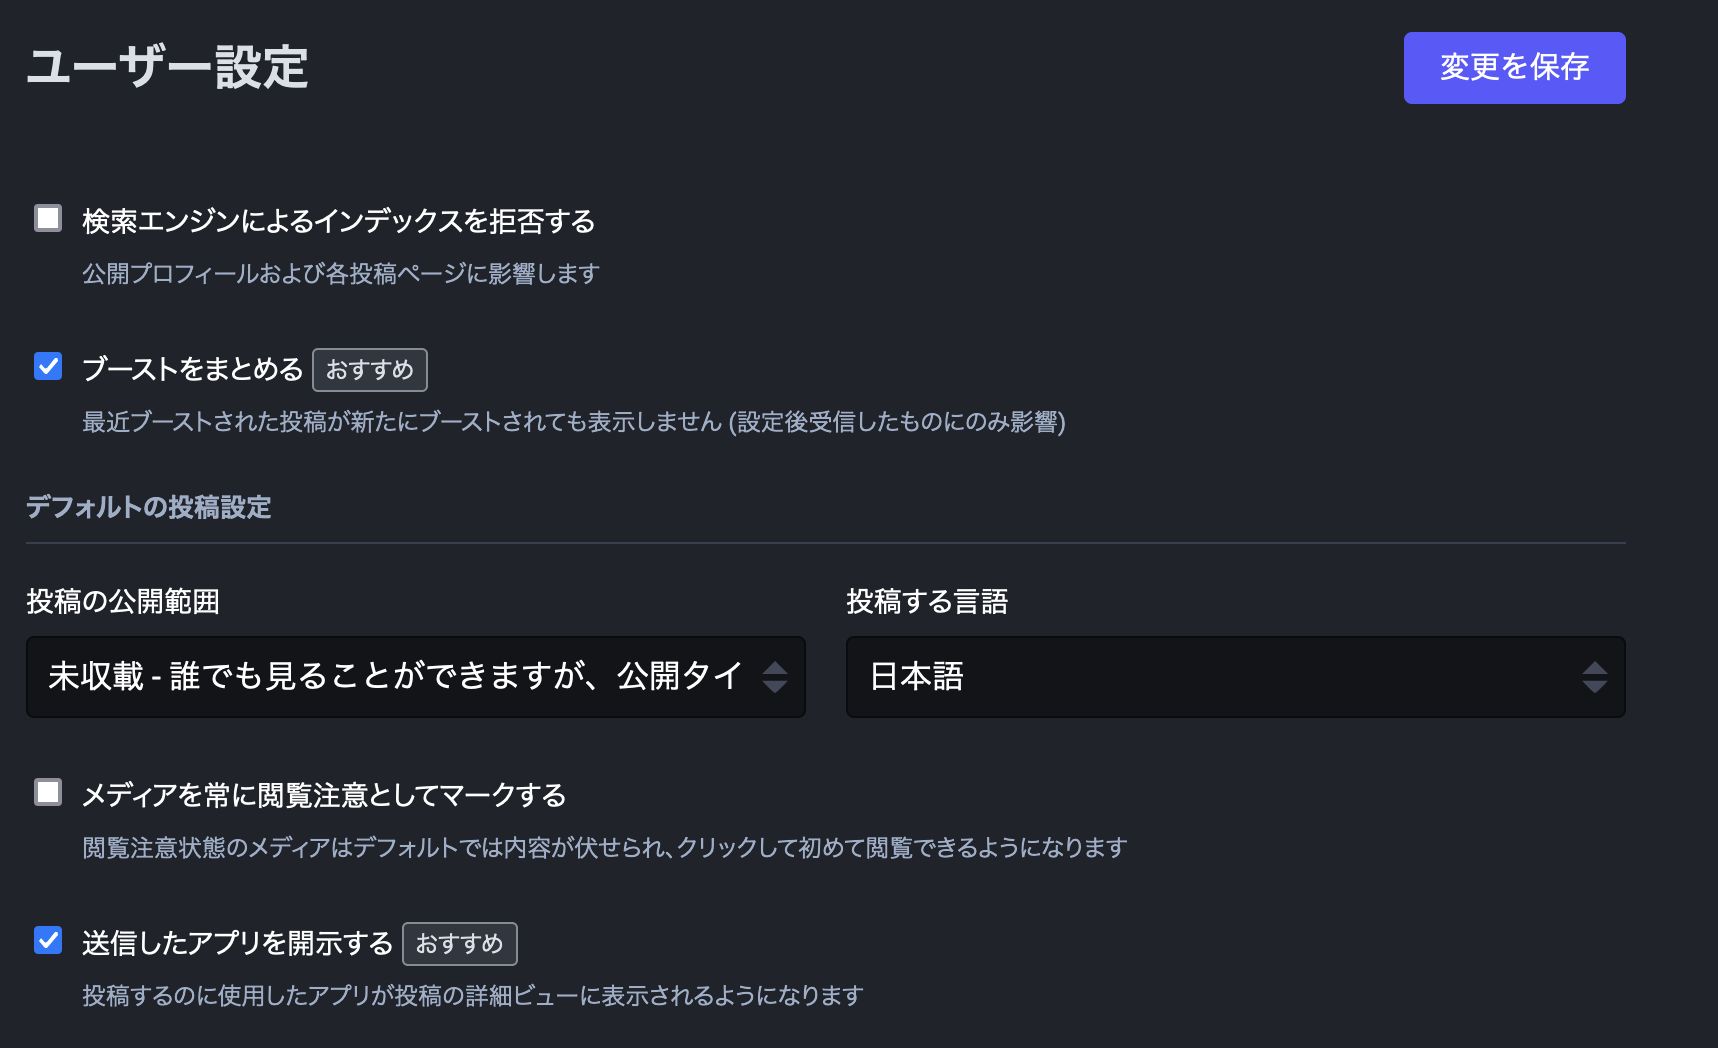 ユーザー設定
変更を保存
検索エンジンによるインデックスを拒否する
公開プロフィールおよび各投稿ページに影響します
ブーストをまとめる おすすめ
最近ブーストされた投稿が新たにブーストされても表示しません (設定後受信したものにのみ影響)
デフォルトの投稿設定
投稿の公開範囲
未収載 - 誰でも見ることができますが、公開タイ
投稿する言語
日本語
メディアを常に閲覧注意としてマークする
閲覧注意状態のメディアはデフォルトでは内容が伏せられ、クリックして初めて閲覧できるようになります
送信したアプリを開示する おすすめ
投稿するのに使用したアプリが投稿の詳細ビューに表示されるようになります